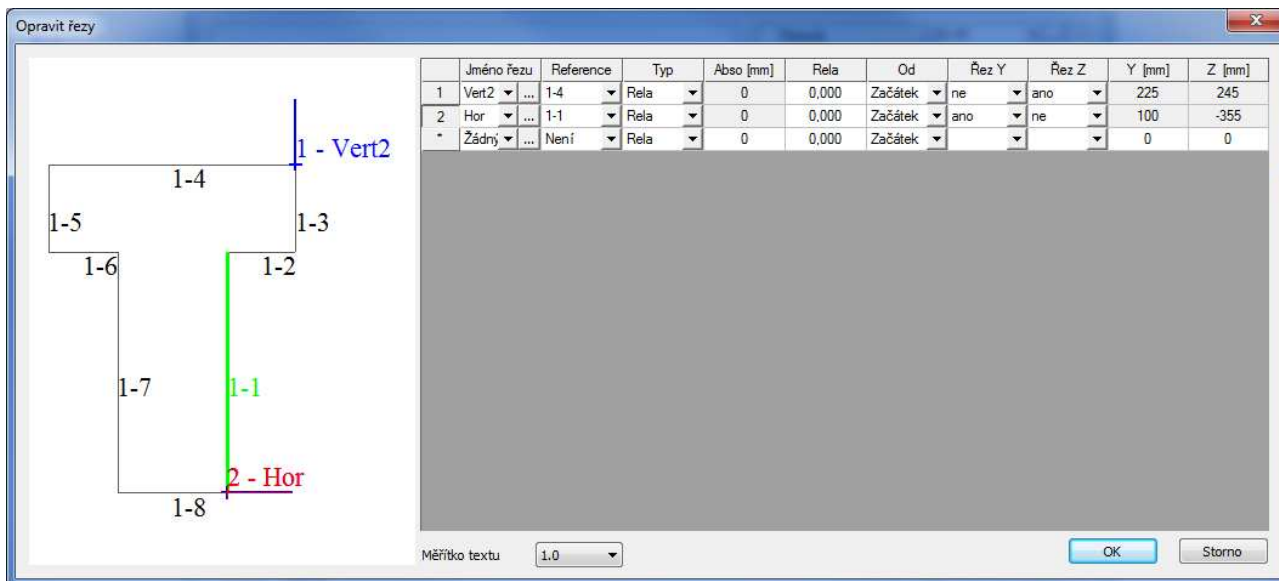 Opravit řezy
1 - Vert2
1-4
1-5
1-3
1-6
1-2
1-7
1-1
2 - Hor
1-8
Jméno řezu Reference Typ Abso [mm] Rela Od Řez Y Řez Z Y [mm] Z [mm]
1 Vert2 ... 1-4 Rela 0 0,000 Začátek ne ano 225 245
2 Hor ... 1-1 Rela 0 0,000 Začátek ano ne 100 -355
* Žádný ... Není Rela 0 0,000 Začátek 0 0
Měřítko textu 1.0 OK Storno